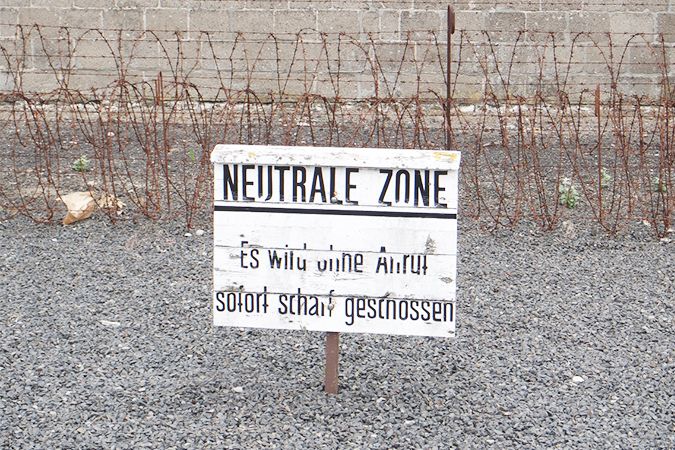 NEUTRALE ZONE
Es wird ohne Anruf
sofort scharf geschossen